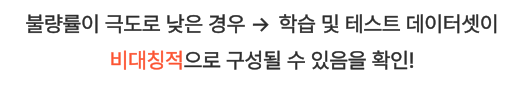 불량률이 극도로 낮은 경우 → 학습 및 테스트 데이터셋이
비대칭적으로 구성될 수 있음을 확인!